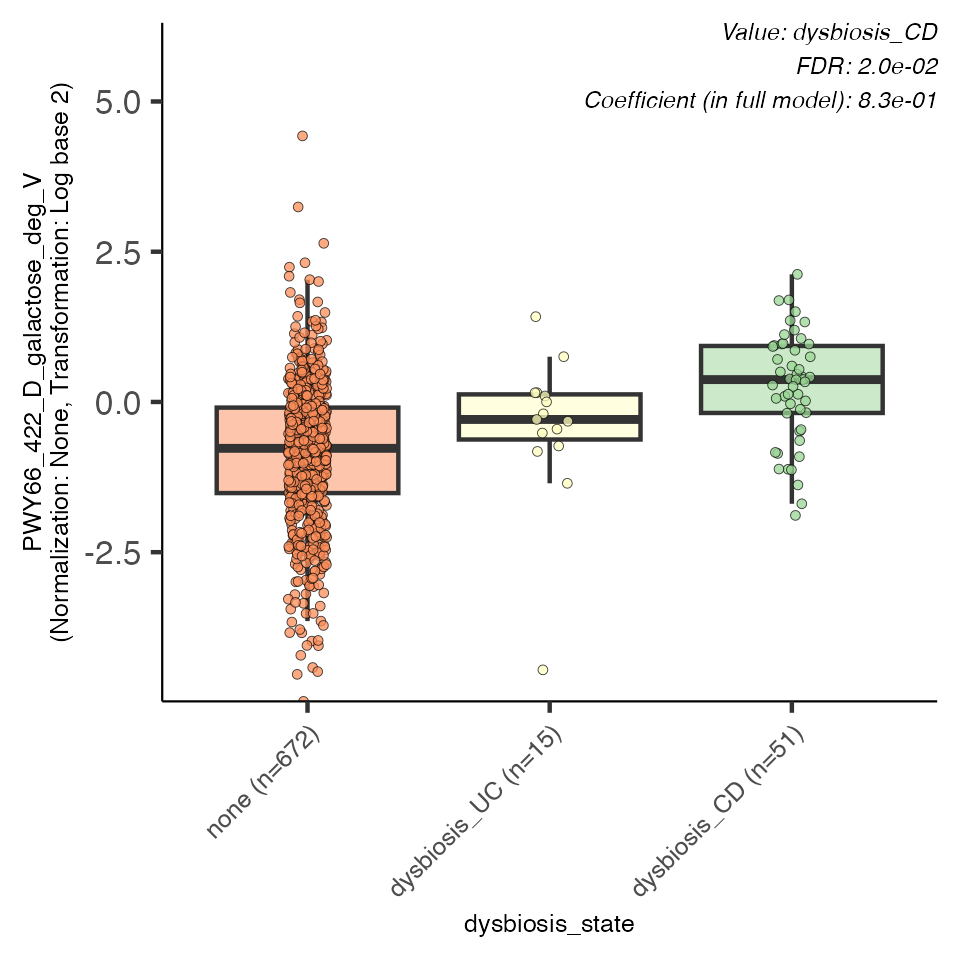 Value: dysbiosis_CD
FDR: 2.0e-02
Coefficient (in full model): 8.3e-01
PWY66_422_D_galactose_deg_V
(Normalization: None, Transformation: Log base 2)
5.0
2.5
0.0
-2.5
none (n=672)
dysbiosis_UC (n=15)
dysbiosis_CD (n=51)
dysbiosis_state